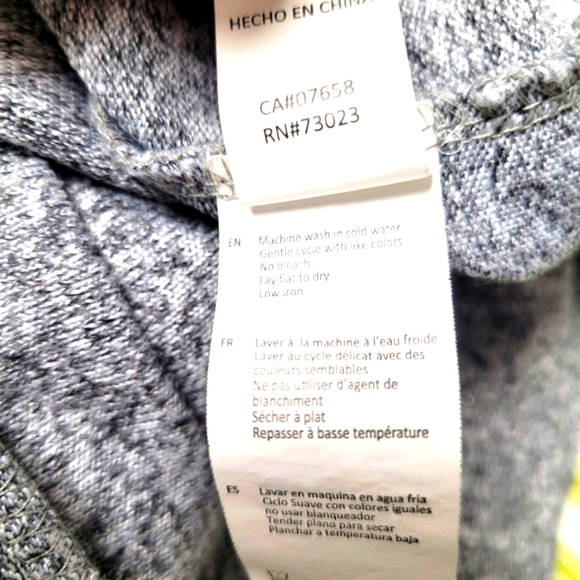 HECHO EN CHINA
CA#07658
RN#73023
EN Machine wash in cold water
Gentle cycle with like colors
No bleach
Lay flat to dry
Low iron
FR Laver à la machine à l'eau froide
Laver au cycle délicat avec des
couleurs semblables
Ne pas utiliser d'agent de
blanchiment
Sécher à plat
Repasser à basse température
ES Lavar en maquina en agua fria
Ciclo Suave con colores iguales
no usar blanqueador
Tender plano para secar
Planchar a temperatura baja